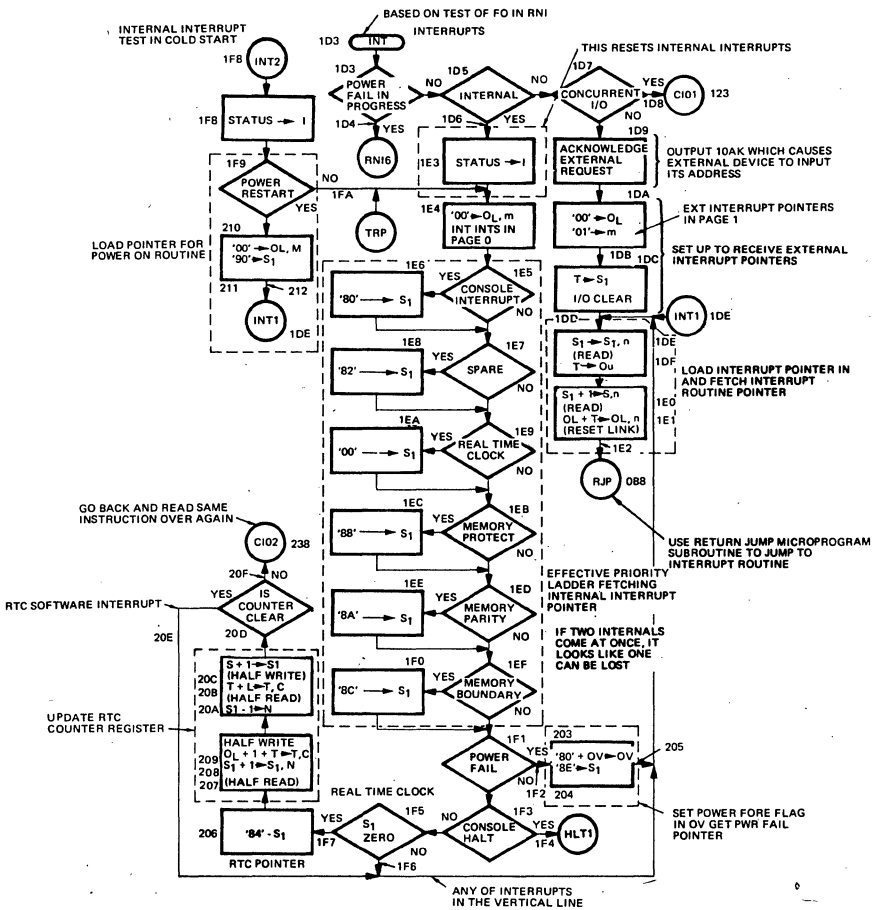 BASED ON TEST OF FO IN RNI
INTERNAL INTERRUPT
TEST IN COLD START
INTERRUPTS
THIS RESETS INTERNAL INTERRUPTS
1D3
INT
1F8
INT2
1D3
POWER
FAIL IN
PROGRESS
NO
1D5
INTERNAL
NO
1D7
CONCURRENT
I/O
YES
1D8
CI01
123
1D4
YES
1D6
YES
NO
1F8
STATUS → I
RNI6
1E3
STATUS → I
1D9
ACKNOWLEDGE
EXTERNAL
REQUEST
OUTPUT 10AK WHICH CAUSES
EXTERNAL DEVICE TO INPUT
ITS ADDRESS
1F9
POWER
RESTART
NO
1FA
YES
TRP
1E4
'00' → OL, m
INT INTS IN
PAGE 0
1DA
'00' → OL
'01' → m
EXT INTERRUPT POINTERS
IN PAGE 1
LOAD POINTER FOR
POWER ON ROUTINE
210
'00' → OL, M
'90' → S1
211
212
INT1
1DE
SET UP TO RECEIVE EXTERNAL
INTERRUPT POINTERS
1DB
1DC
T → S1
I/O CLEAR
1E6
'80' → S1
YES
1E5
CONSOLE
INTERRUPT
NO
1DD
INT1
1DE
1E8
'82' → S1
YES
1E7
SPARE
NO
S1 → S1, n
(READ)
T → Ou
1DE
1DF
LOAD INTERRUPT POINTER IN
AND FETCH INTERRUPT
ROUTINE POINTER
S1 + 1 → S, n
(READ)
OL + T → OL, n
(RESET LINK)
1E0
1E1
1E2
1EA
'00' → S1
YES
1E9
REAL TIME
CLOCK
NO
RJP
088
USE RETURN JUMP MICROPROGRAM
SUBROUTINE TO JUMP TO
INTERRUPT ROUTINE
GO BACK AND READ SAME
INSTRUCTION OVER AGAIN
1EC
'88' → S1
YES
1EB
MEMORY
PROTECT
NO
CI02
238
20F
NO
YES
IS
COUNTER
CLEAR
RTC SOFTWARE INTERRUPT
20E
20D
1EE
'8A' → S1
YES
1ED
MEMORY
PARITY
NO
EFFECTIVE PRIORITY
LADDER FETCHING
INTERNAL INTERRUPT
POINTER
IF TWO INTERNALS
COME AT ONCE, IT
LOOKS LIKE ONE
CAN BE LOST
1F0
'8C' → S1
YES
1EF
MEMORY
BOUNDARY
NO
20C
20B
20A
S + 1 → S1
(HALF WRITE)
T + L → T, C
(HALF READ)
S1 - 1 → N
UPDATE RTC
COUNTER REGISTER
209
208
207
HALF WRITE
OL + 1 + T → T, C
S1 + 1 → S1, N
(HALF READ)
1F1
POWER
FAIL
YES
NO
1F2
203
'80' + OV → OV
'8E' → S1
204
205
SET POWER FORE FLAG
IN OV GET PWR FAIL
POINTER
REAL TIME CLOCK
206
'84' - S1
RTC POINTER
YES
1F7
1F5
S1
ZERO
NO
1F6
NO
1F3
CONSOLE
HALT
YES
1F4
HLT1
ANY OF INTERRUPTS
IN THE VERTICAL LINE